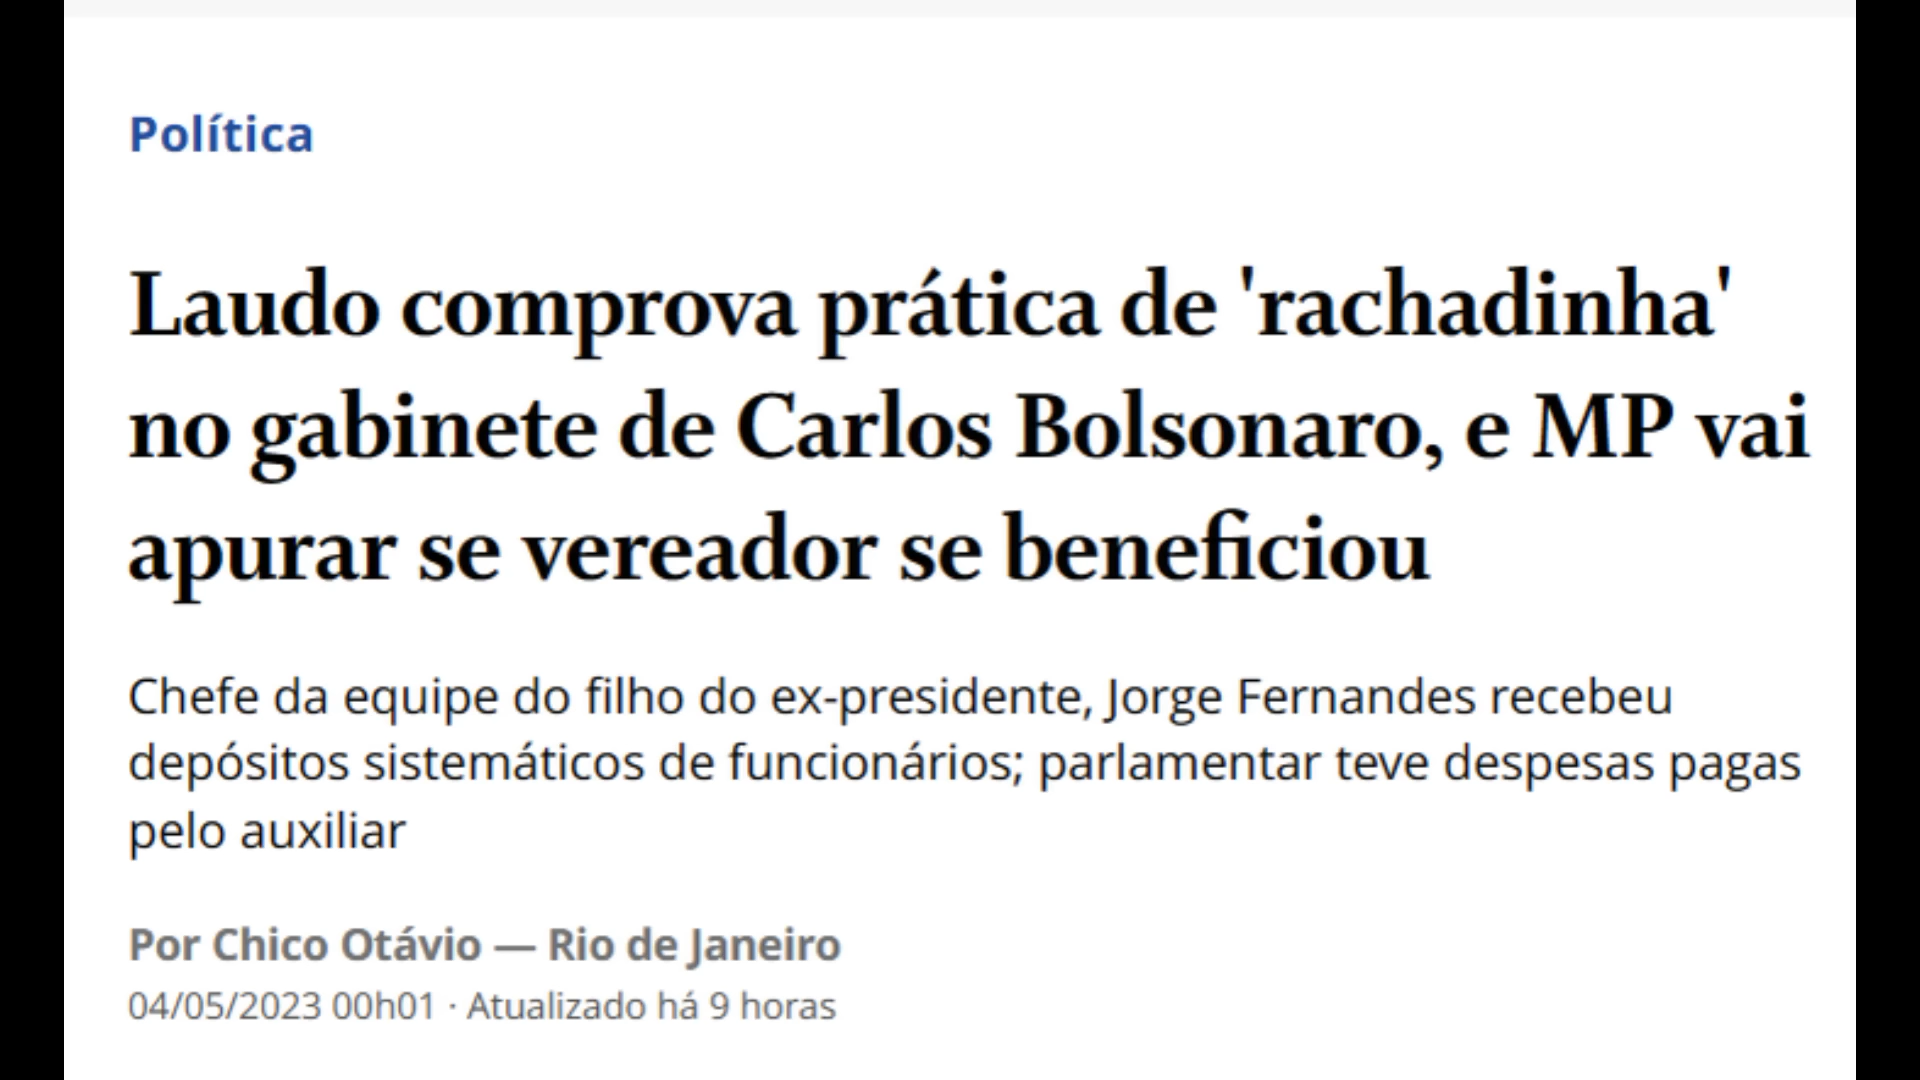 Política
Laudo comprova prática de 'rachadinha'
no gabinete de Carlos Bolsonaro, e MP vai
apurar se vereador se beneficiou
Chefe da equipe do filho do ex-presidente, Jorge Fernandes recebeu
depósitos sistemáticos de funcionários; parlamentar teve despesas pagas
pelo auxiliar
Por Chico Otávio — Rio de Janeiro
04/05/2023 00h01 · Atualizado há 9 horas